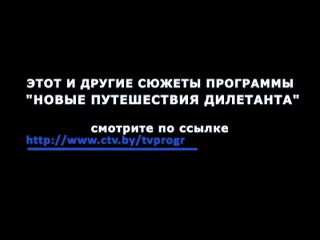 ЭТОТ И ДРУГИЕ СЮЖЕТЫ ПРОГРАММЫ
"НОВЫЕ ПУТЕШЕСТВИЯ ДИЛЕТАНТА"
смотрите по ссылке
http://www.ctv.by/tvprogr